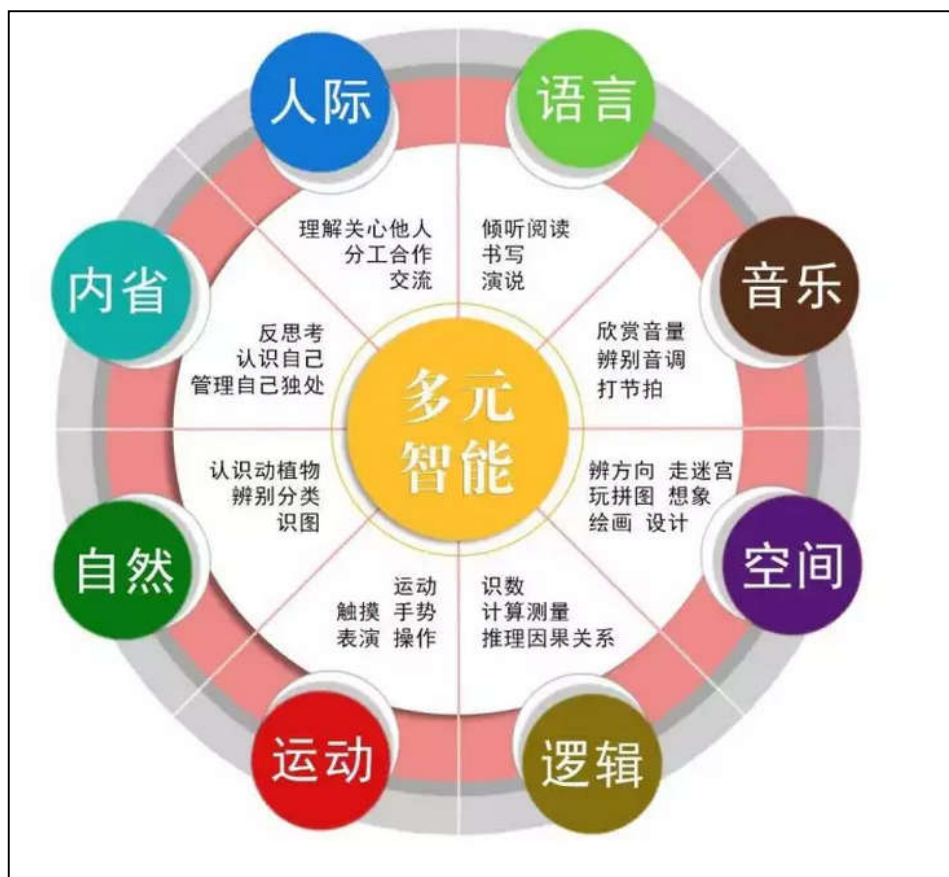 人际
语言
理解关心他人
分工合作
交流
倾听阅读
书写
演说
内省
音乐
反思考
认识自己
管理自己独处
欣赏音量
辨别音调
打节拍
多元
智能
认识动植物
辨别分类
识图
辨方向 走迷宫
玩拼图 想象
绘画 设计
自然
空间
运动
触摸 手势
表演 操作
识数
计算测量
推理因果关系
运动
逻辑